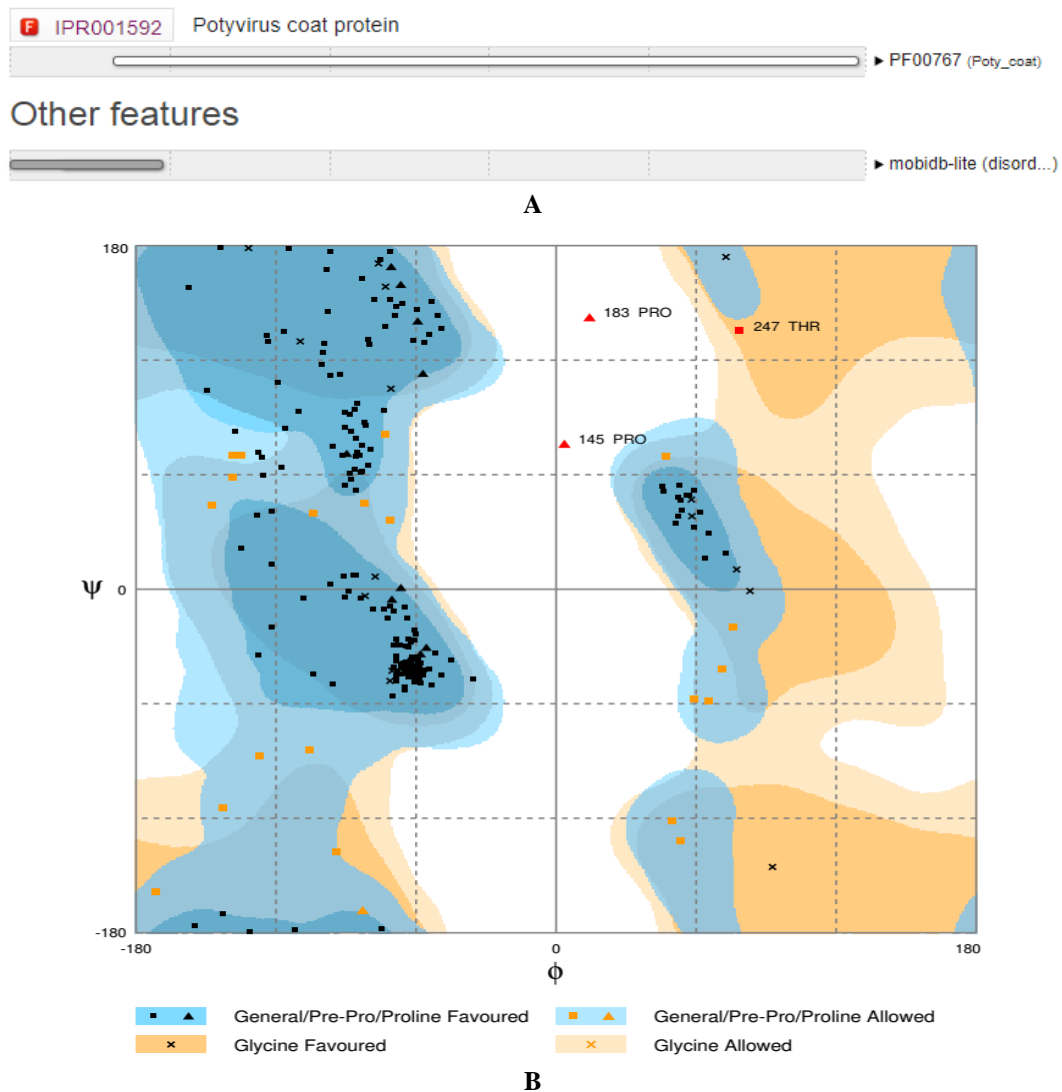 F IPR001592 Potyvirus coat protein
▸ PF00767 (Poty_coat)
Other features
▸ mobidb-lite (disord...)
A
180
183 PRO
247 THR
145 PRO
Ψ 0
-180
-180 0 180
ϕ
General/Pre-Pro/Proline Favoured General/Pre-Pro/Proline Allowed
Glycine Favoured Glycine Allowed
B